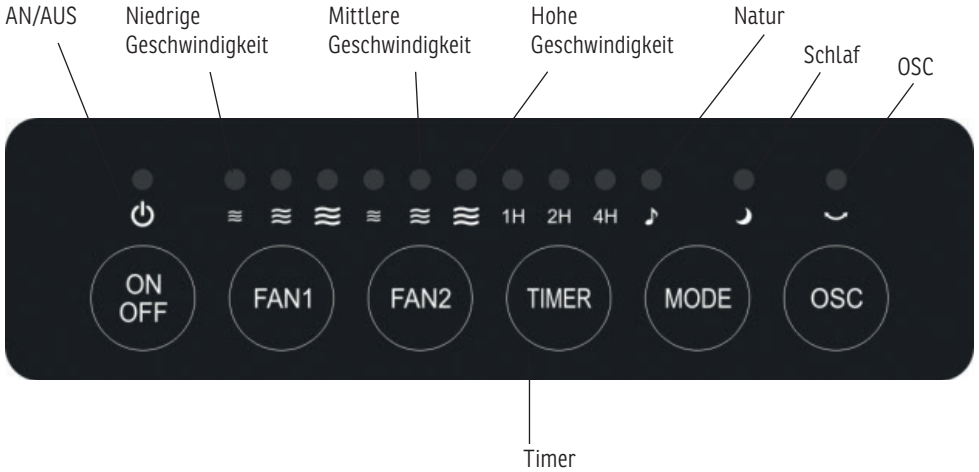 AN/AUS
Niedrige
Geschwindigkeit
Mittlere
Geschwindigkeit
Hohe
Geschwindigkeit
Natur
Schlaf
OSC
1H 2H 4H
ON
OFF
FAN1
FAN2
TIMER
MODE
OSC
Timer